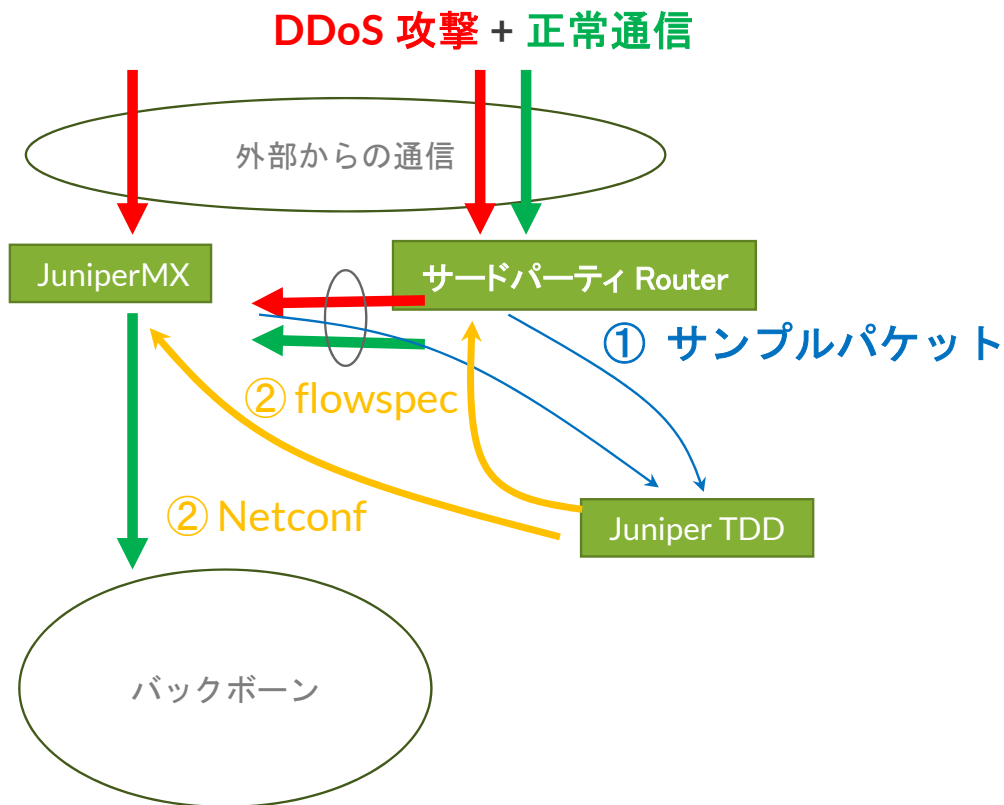 DDoS 攻撃 + 正常通信
外部からの通信
JuniperMX
サードパーティ Router
① サンプルパケット
② flowspec
② Netconf
Juniper TDD
バックボーン